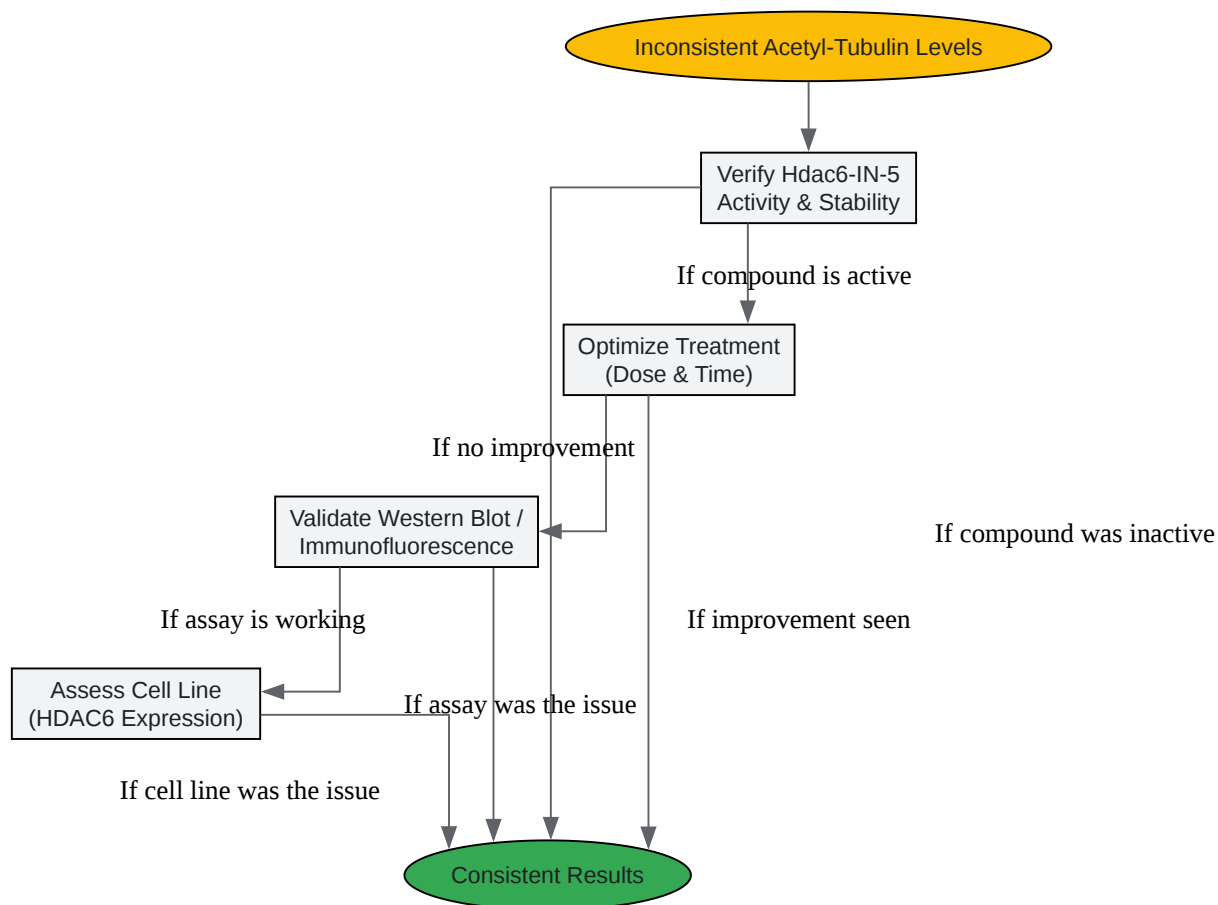 Inconsistent Acetyl-Tubulin Levels
Verify Hdac6-IN-5
Activity & Stability
If compound is active
Optimize Treatment
(Dose & Time)
If no improvement
Validate Western Blot /
Immunofluorescence
If compound was inactive
If assay is working
If improvement seen
Assess Cell Line
(HDAC6 Expression)
If assay was the issue
If cell line was the issue
Consistent Results